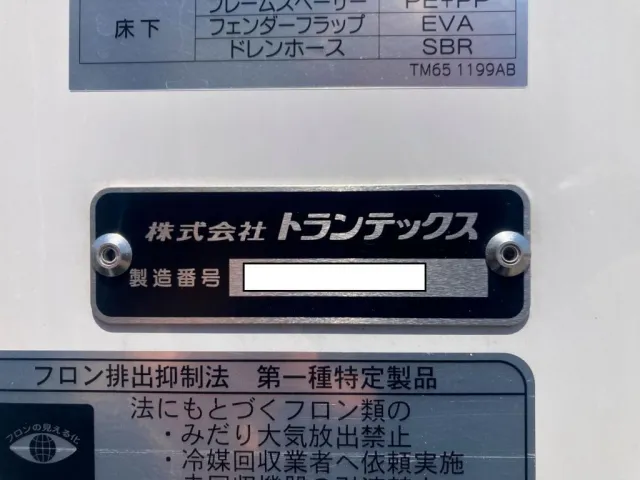 フレームスペーサー PE+PP
床下 フェンダーフラップ EVA
ドレンホース SBR
TM65 1199AB
株式会社 トランテックス
製造番号
フロン排出抑制法 第一種特定製品
フロンの見える化
法にもとづくフロン類の
・みだり大気放出禁止
・冷媒回収業者へ依頼実施